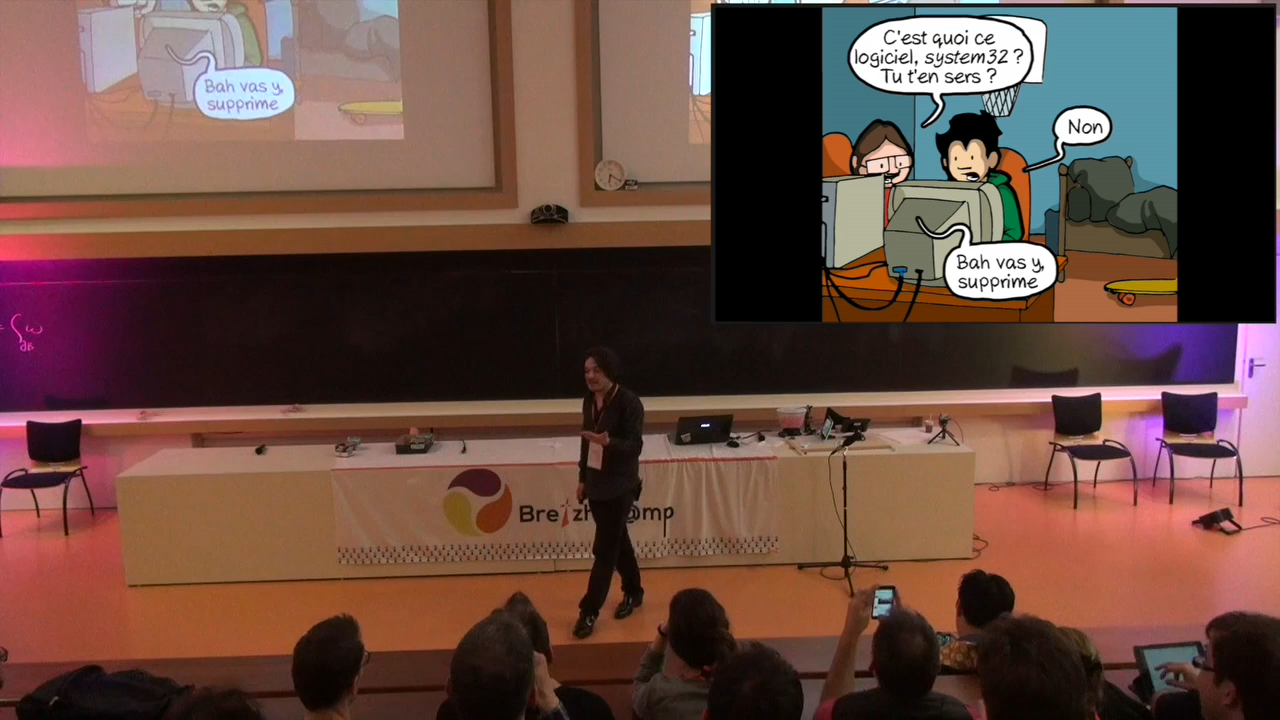 C'est quoi ce
logiciel, system32 ?
Tu t'en sers ?
Non
Bah vas y,
supprime
Bah vas y,
supprime